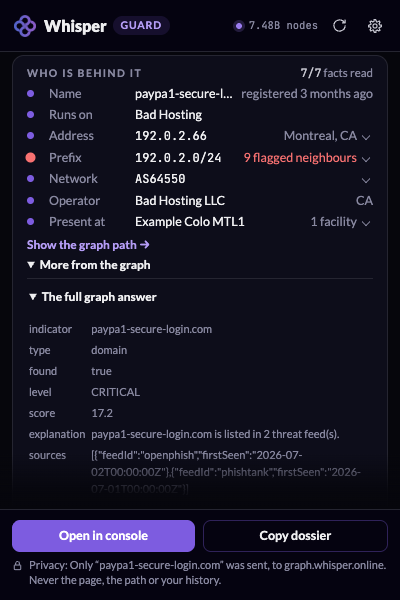 Whisper GUARD 7.48B nodes
WHO IS BEHIND IT 7/7 facts read
Name paypa1-secure-l... registered 3 months ago
Runs on Bad Hosting
Address 192.0.2.66 Montreal, CA
Prefix 192.0.2.0/24 9 flagged neighbours
Network AS64550
Operator Bad Hosting LLC CA
Present at Example Colo MTL1 1 facility
Show the graph path →
▼ More from the graph
▼ The full graph answer
indicator paypa1-secure-login.com
type domain
found true
level CRITICAL
score 17.2
explanation paypa1-secure-login.com is listed in 2 threat feed(s).
sources [{"feedId":"openphish","firstSeen":"2026-07-
02T00:00:00Z"},{"feedId":"phishtank","firstSeen":"2026-
07-01T00:00:00Z"}]
Open in console Copy dossier
Privacy: Only “paypa1-secure-login.com” was sent, to graph.whisper.online.
Never the page, the path or your history.